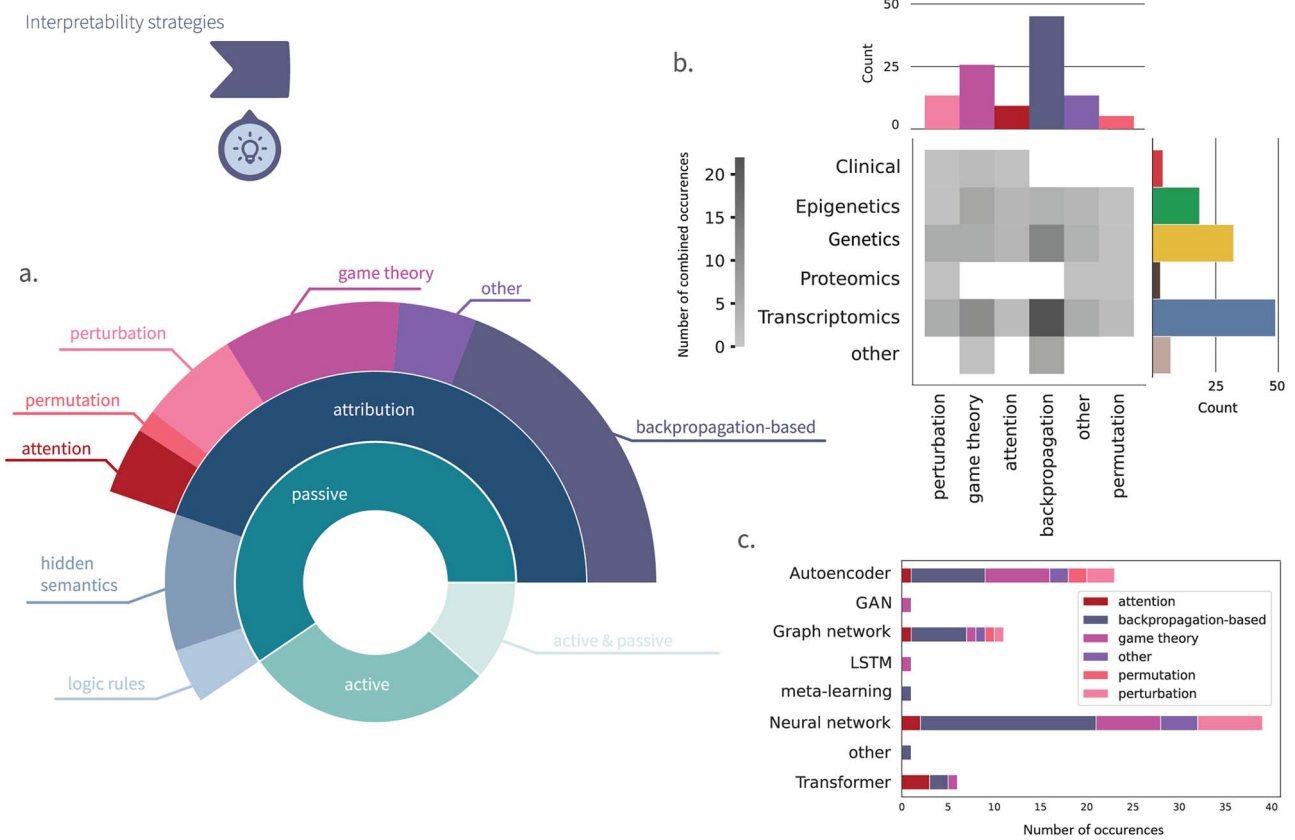 Interpretability strategies
a.
game theory
other
perturbation
permutation
attention
attribution
backpropagation-based
passive
hidden
semantics
logic rules
active
active & passive
b.
50
25
0
Count
Number of combined occurences
20
15
10
5
0
Clinical
Epigenetics
Genetics
Proteomics
Transcriptomics
other
perturbation
game theory
attention
backpropagation
other
permutation
25
50
Count
c.
Autoencoder
GAN
Graph network
LSTM
meta-learning
Neural network
other
Transformer
attention
backpropagation-based
game theory
other
permutation
perturbation
0 5 10 15 20 25 30 35 40
Number of occurences